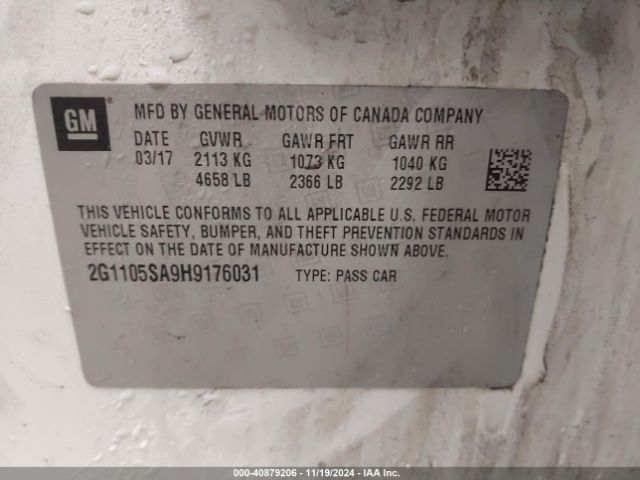 GM
®
MFD BY GENERAL MOTORS OF CANADA COMPANY
DATE GVWR GAWR FRT GAWR RR
03/17 2113 KG 1073 KG 1040 KG
4658 LB 2366 LB 2292 LB
THIS VEHICLE CONFORMS TO ALL APPLICABLE U.S. FEDERAL MOTOR
VEHICLE SAFETY, BUMPER, AND THEFT PREVENTION STANDARDS IN
EFFECT ON THE DATE OF MANUFACTURE SHOWN ABOVE.
2G1105SA9H9176031 TYPE: PASS CAR
000-40879206 - 11/19/2024 - IAA Inc.